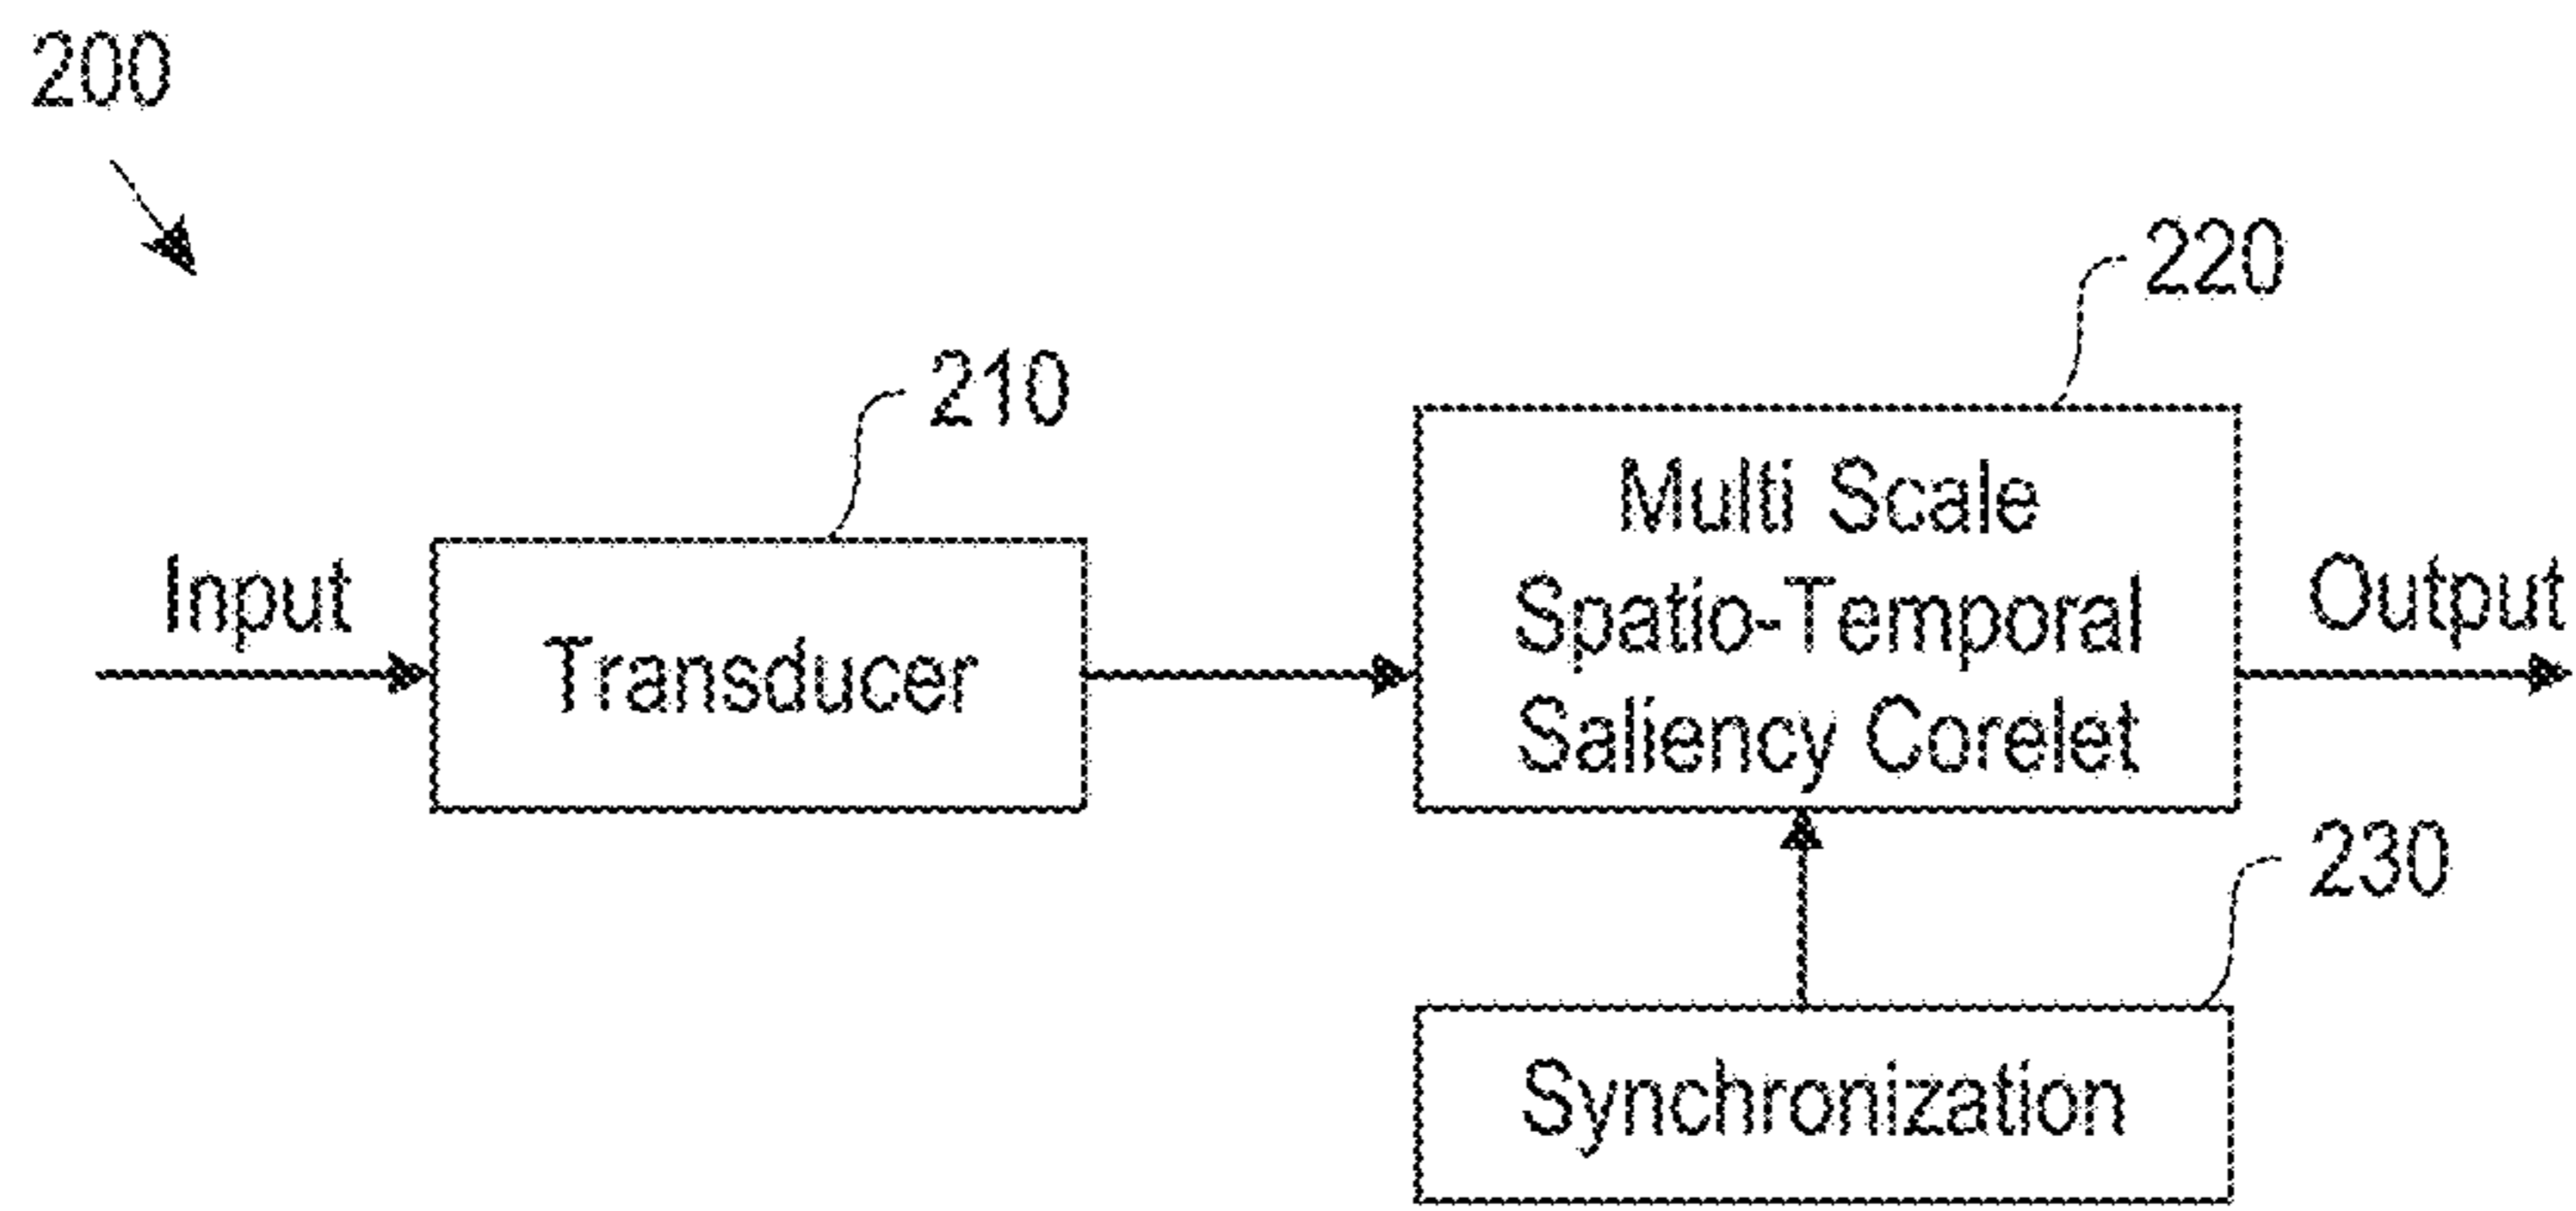 200
220
210
Multi Scale
Spatio-Temporal
Saliency Corelet
Input
Transducer
Output
230
Synchronization